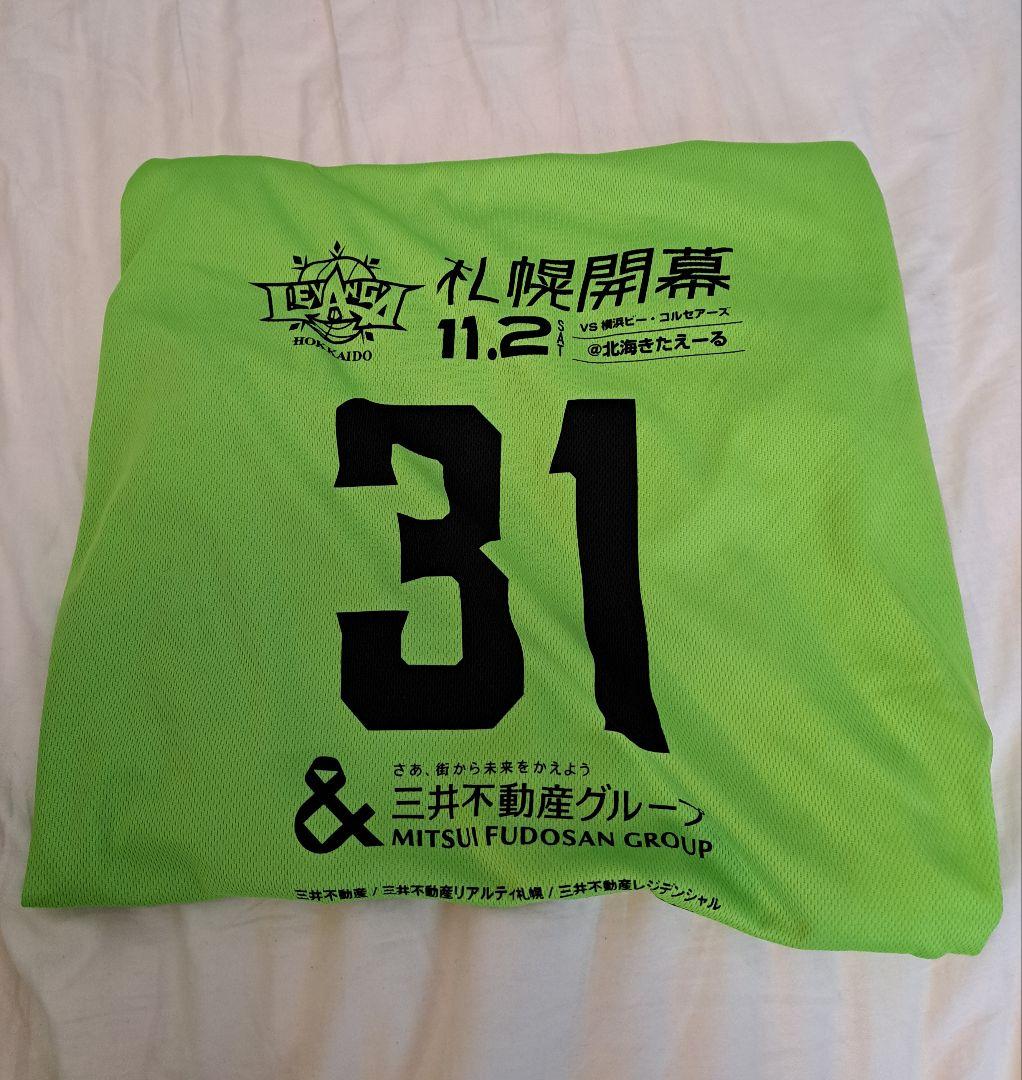 LEVANGA
HOKKAIDO
札幌開幕
11.2 SAT
VS 横浜ビー・コルセアーズ
@北海きたえーる
31
さあ、街から未来をかえよう
& 三井不動産グループ
MITSUI FUDOSAN GROUP
三井不動産 / 三井不動産リアルティ札幌 / 三井不動産レジデンシャル